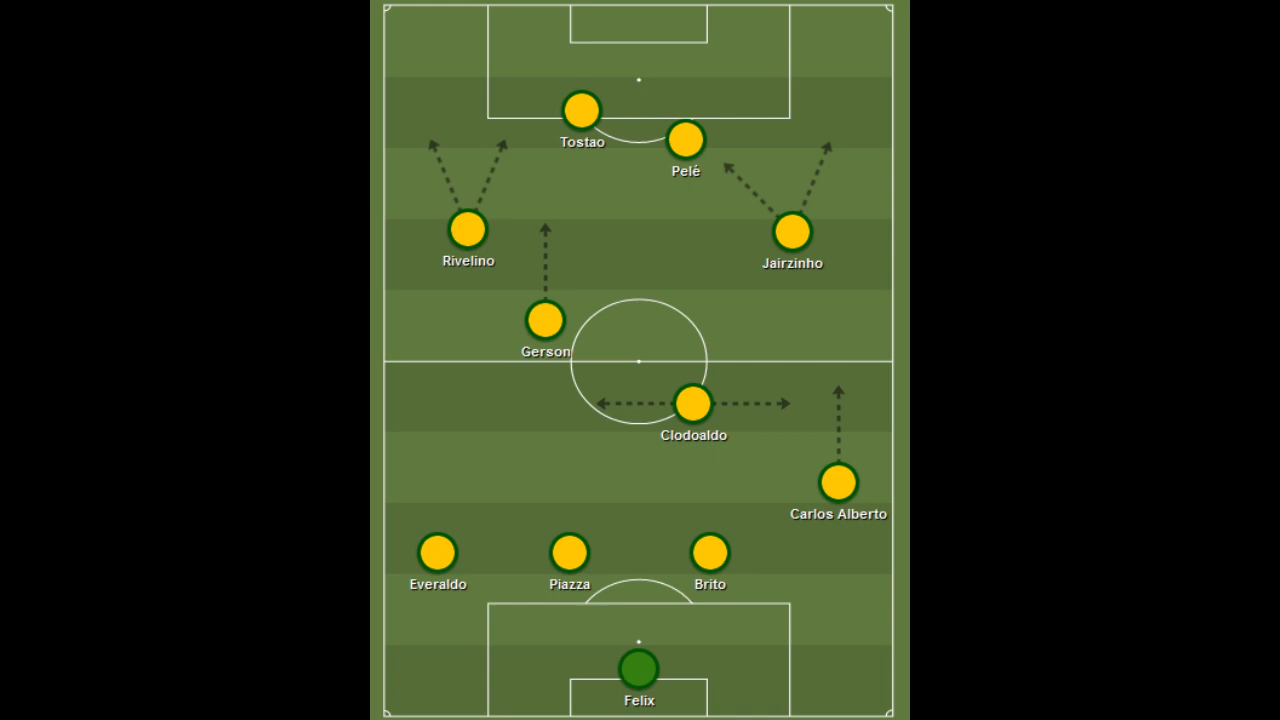 Tostao
Pelé
Rivelino
Jairzinho
Gerson
Clodoaldo
Carlos Alberto
Everaldo
Piazza
Brito
Felix